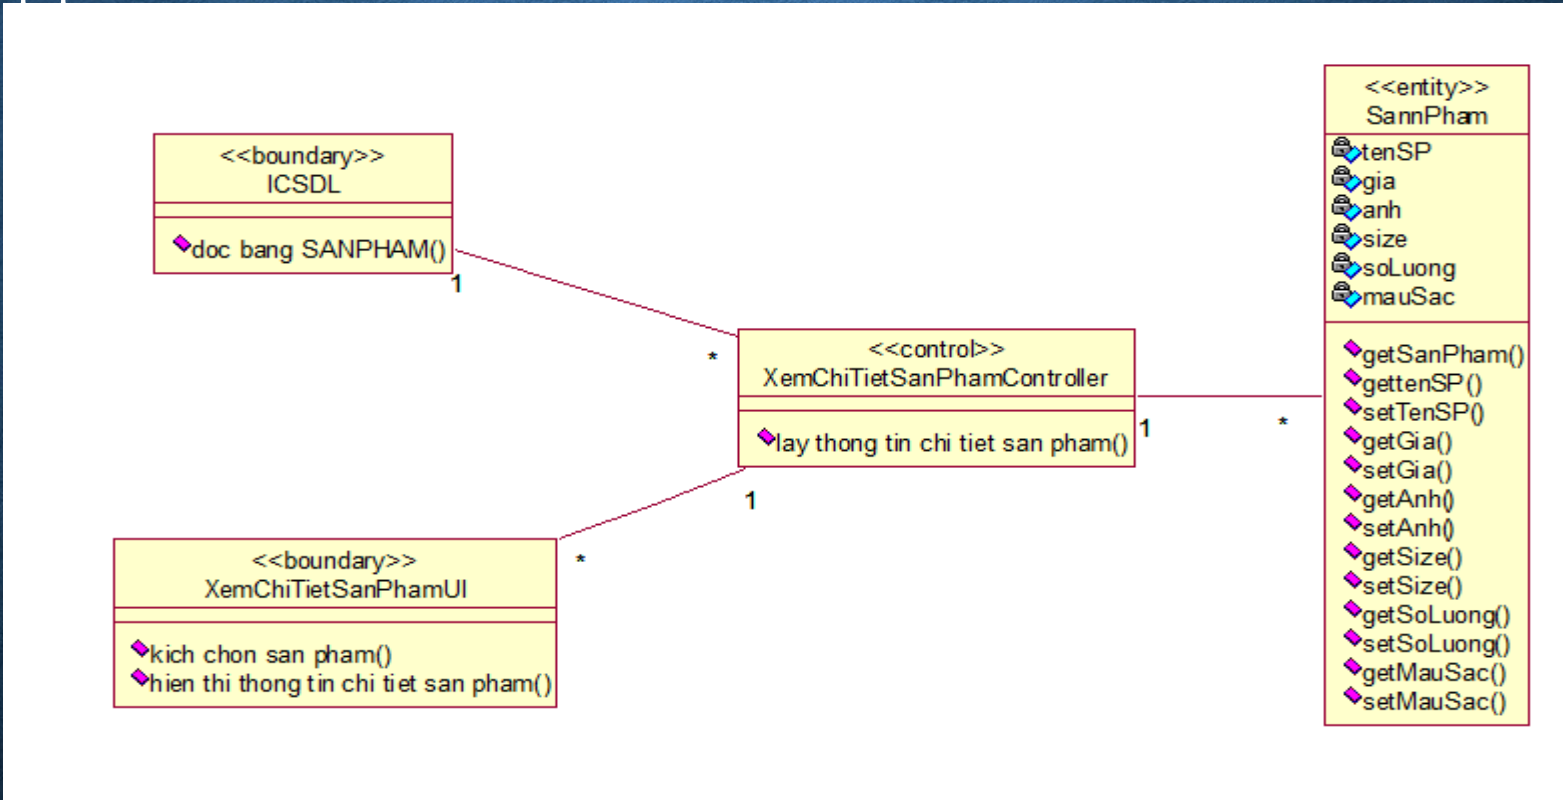 <<boundary>>
ICSDL
doc bang SANPHAM()
1
*
<<control>>
XemChiTietSanPhamController
lay thong tin chi tiet san pham()
1
*
1
*
<<boundary>>
XemChiTietSanPhamUI
kich chon san pham()
hien thi thong tin chi tiet san pham()
<<entity>>
SannPham
tenSP
gia
anh
size
soLuong
mauSac
getSanPham()
gettenSP()
setTenSP()
getGia()
setGia()
getAnh()
setAnh()
getSize()
setSize()
getSoLuong()
setSoLuong()
getMauSac()
setMauSac()